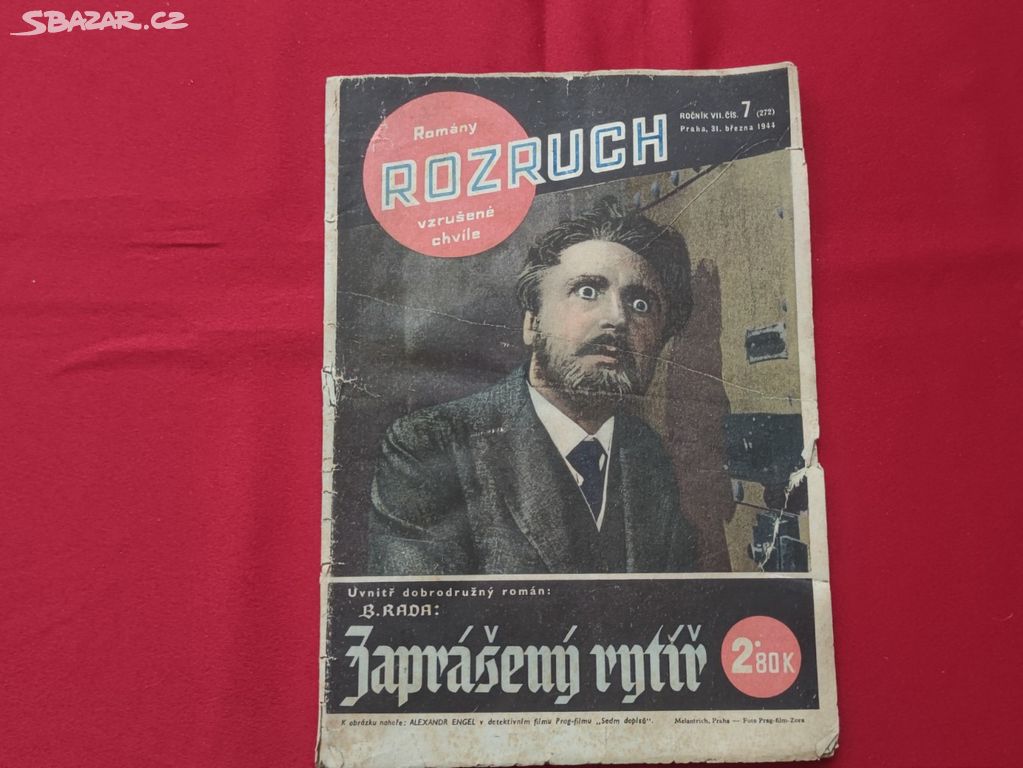 SBAZAR.CZ
ROČNÍK VII. ČÍS. 7 (272)
Praha, 31. března 1944
Romány
ROZRUCH
vzrušené
chvíle
Uvnitř dobrodružný román:
B. RADA:
Zaprášený rytíř
2·80K
K obrázku nahoře: ALEXANDR ENGEL v detektivním filmu Prag-filmu „Sedm dopisů". Melantrich, Praha — Foto Prag-film-Zora